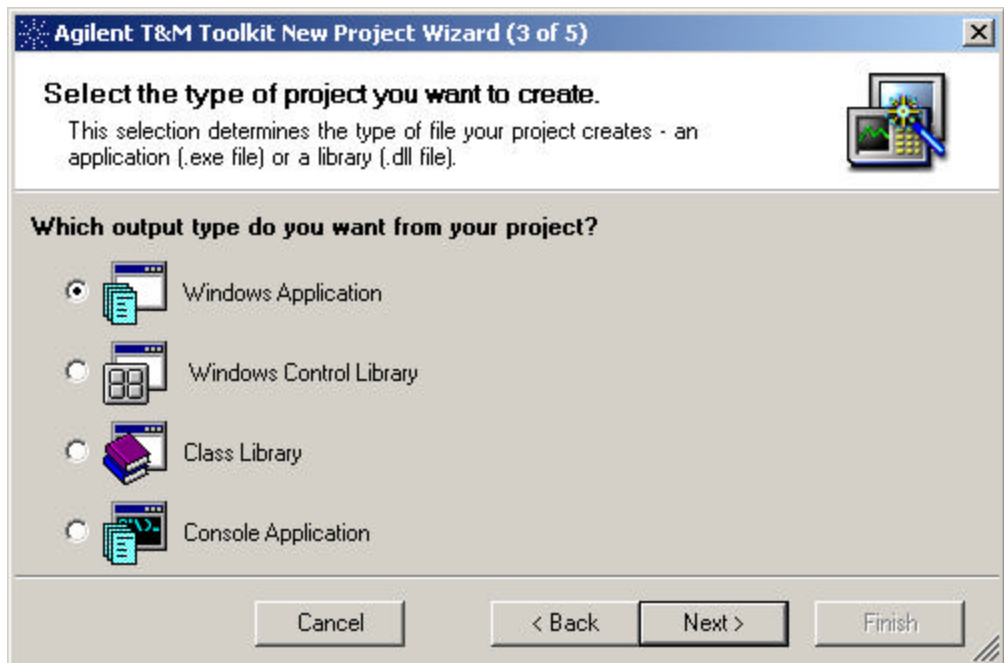 Agilent T&M Toolkit New Project Wizard (3 of 5)
Select the type of project you want to create.
This selection determines the type of file your project creates - an
application (.exe file) or a library (.dll file).
Which output type do you want from your project?
Windows Application
Windows Control Library
Class Library
Console Application
Cancel
< Back
Next >
Finish